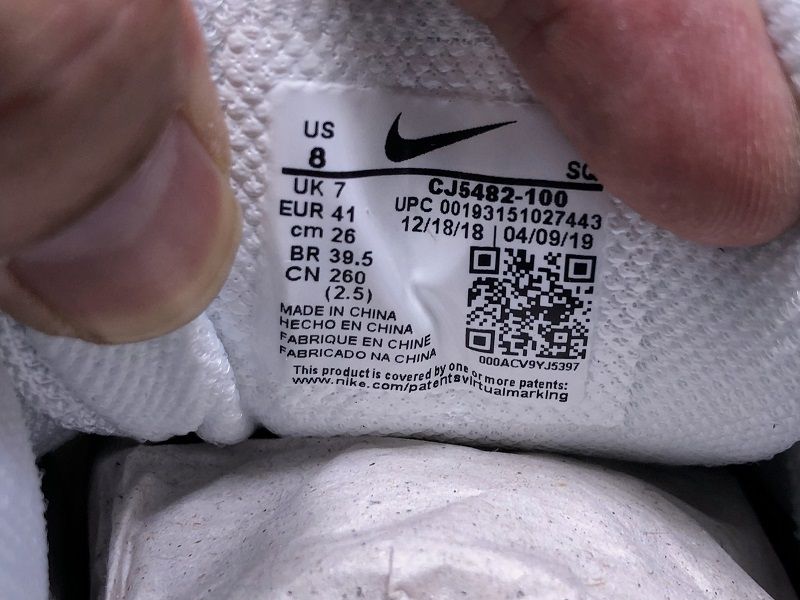 US
8
SQ
UK 7
CJ5482-100
EUR 41
UPC 00193151027443
cm 26
12/18/18 | 04/09/19
BR 39.5
CN 260
(2.5)
MADE IN CHINA
HECHO EN CHINA
FABRIQUE EN CHINE
FABRICADO NA CHINA
000ACV9YJ5397
This product is covered by one or more patents:
www.nike.com/patentsvirtualmarking